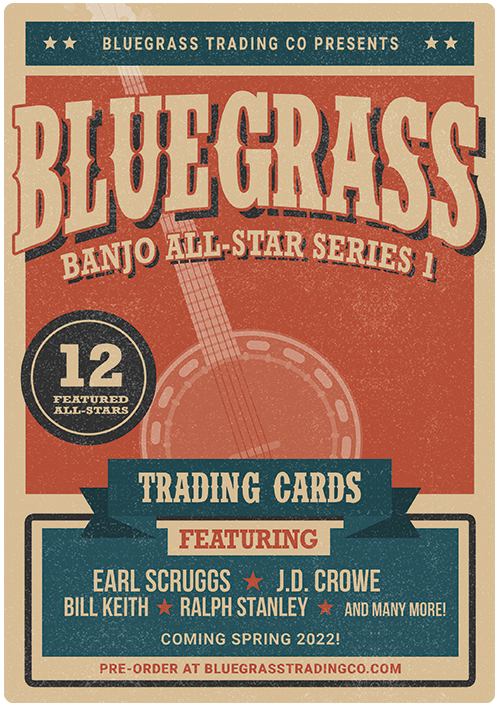 BLUEGRASS TRADING CO PRESENTS
BLUEGRASS
BANJO ALL-STAR SERIES 1
12
FEATURED
ALL-STARS
TRADING CARDS
FEATURING
EARL SCRUGGS ★ J.D. CROWE
BILL KEITH ★ RALPH STANLEY ★ AND MANY MORE!
COMING SPRING 2022!
PRE-ORDER AT BLUEGRASSTRADINGCO.COM